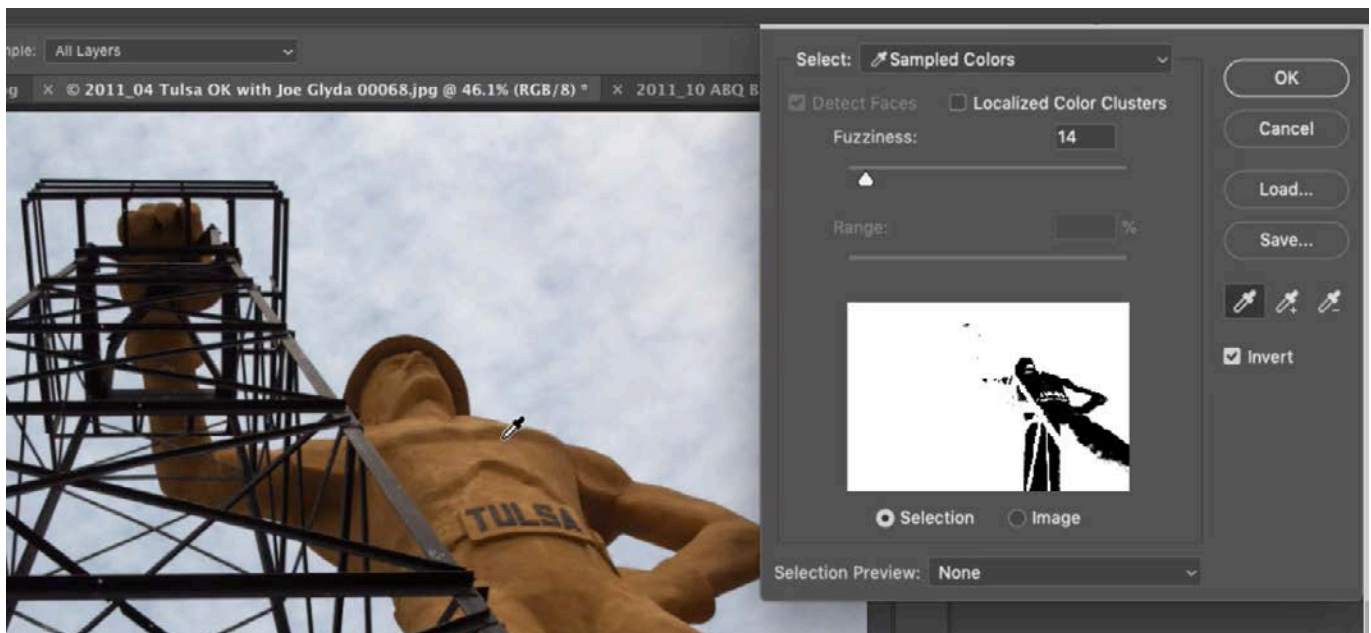 mple: All Layers
Select: Sampled Colors
OK
pg × © 2011_04 Tulsa OK with Joe Glyda 00068.jpg @ 46.1% (RGB/8) * × 2011_10 ABQ B
Detect Faces Localized Color Clusters
Fuzziness: 14
Cancel
Load...
Range: %
Save...
Invert
TULSA
Selection Image
Selection Preview: None